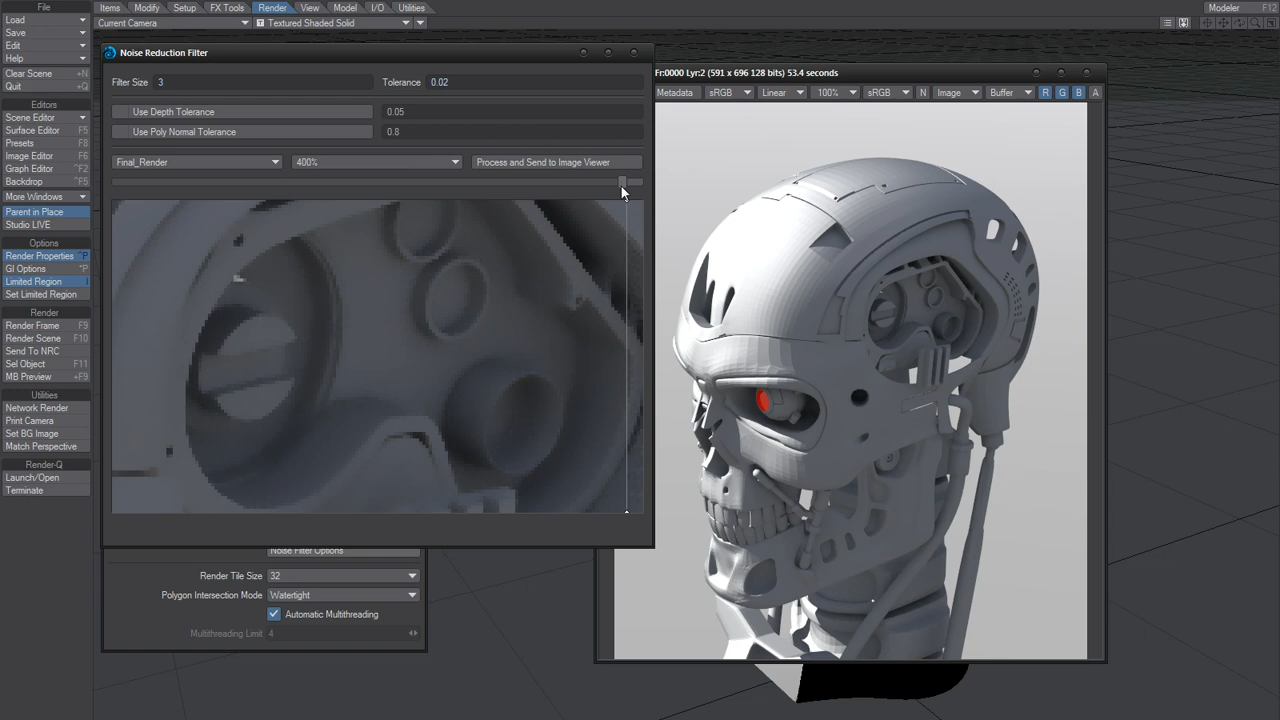 File
Load
Save
Edit
Help
Clear Scene +N
Quit +Q
Editors
Scene Editor
Surface Editor F5
Presets F8
Image Editor F6
Graph Editor ^F2
Backdrop ^F5
More Windows
Parent in Place
Studio LIVE
Options
Render Properties ^P
GI Options *P
Limited Region l
Set Limited Region
Render
Render Frame F9
Render Scene F10
Send To NRC
Sel Object F11
MB Preview +F9
Utilities
Network Render
Print Camera
Set BG Image
Match Perspective
Render-Q
Launch/Open
Terminate
Items Modify Setup FX Tools Render View Model I/O Utilities Modeler F12
Current Camera T Textured Shaded Solid
Noise Reduction Filter
Filter Size 3 Tolerance 0.02
Use Depth Tolerance 0.05
Use Poly Normal Tolerance 0.8
Final_Render 400% Process and Send to Image Viewer
Noise Filter Options
Render Tile Size 32
Polygon Intersection Mode Watertight
Automatic Multithreading
Multithreading Limit 4
Fr:0000 Lyr:2 (591 x 696 128 bits) 53.4 seconds
Metadata sRGB Linear 100% sRGB N Image Buffer R G B A